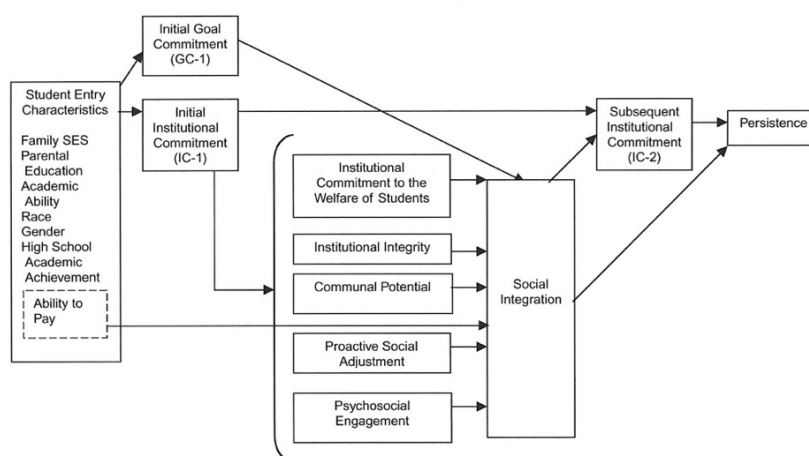 Initial Goal
Commitment
(GC-1)
Student Entry
Characteristics
Family SES
Parental
Education
Academic
Ability
Race
Gender
High School
Academic
Achievement
Ability to
Pay
Initial
Institutional
Commitment
(IC-1)
Institutional
Commitment to the
Welfare of Students
Institutional Integrity
Communal Potential
Proactive Social
Adjustment
Psychosocial
Engagement
Social
Integration
Subsequent
Institutional
Commitment
(IC-2)
Persistence